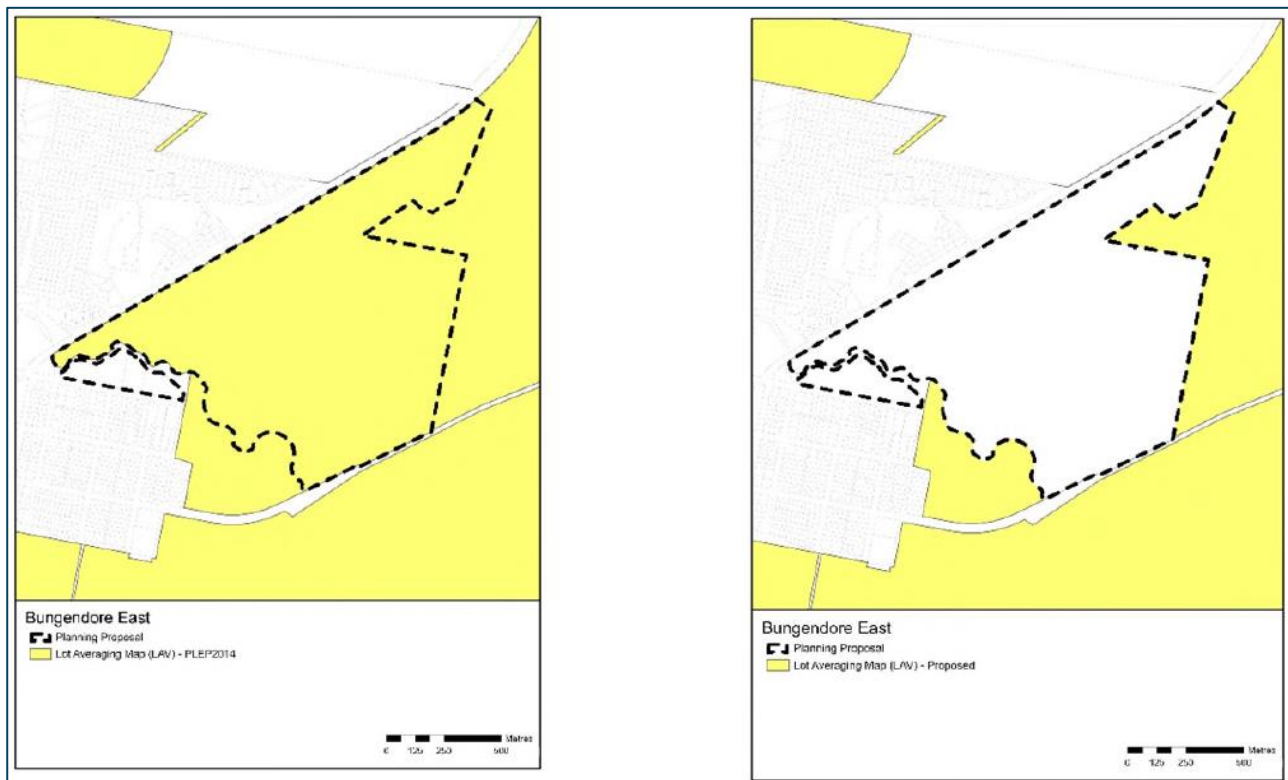 Bungendore East
Planning Proposal
Lot Averaging Map (LAV) - PLEP2014
Metres
0 125 250 500
Bungendore East
Planning Proposal
Lot Averaging Map (LAV) - Proposed
Metres
0 125 250 500